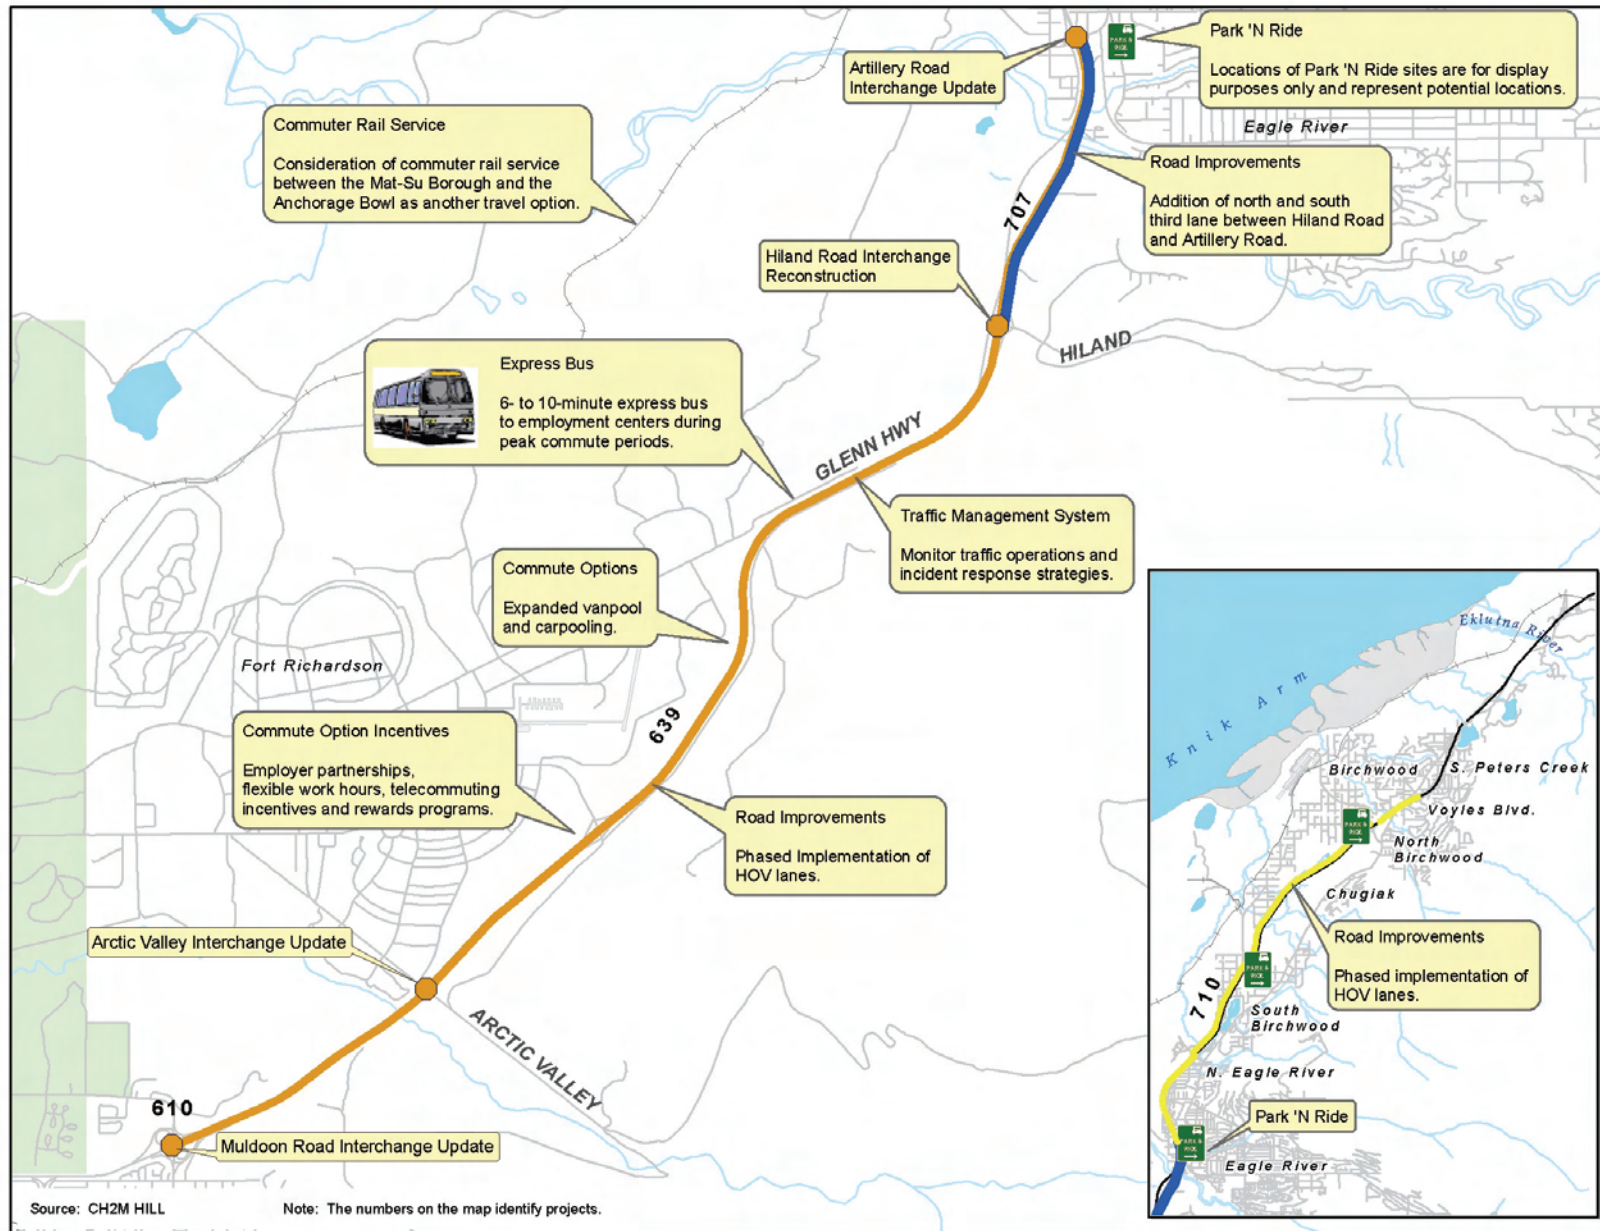 Park 'N Ride
Locations of Park 'N Ride sites are for display
purposes only and represent potential locations.
PARK &
RIDE
Artillery Road
Interchange Update
Eagle River
Commuter Rail Service
Consideration of commuter rail service
between the Mat-Su Borough and the
Anchorage Bowl as another travel option.
Road Improvements
Addition of north and south
third lane between Hiland Road
and Artillery Road.
707
Hiland Road Interchange
Reconstruction
HILAND
Express Bus
6- to 10-minute express bus
to employment centers during
peak commute periods.
GLENN HWY
Traffic Management System
Monitor traffic operations and
incident response strategies.
Commute Options
Expanded vanpool
and carpooling.
Fort Richardson
639
Commute Option Incentives
Employer partnerships,
flexible work hours, telecommuting
incentives and rewards programs.
Road Improvements
Phased Implementation of
HOV lanes.
Arctic Valley Interchange Update
ARCTIC VALLEY
610
Muldoon Road Interchange Update
Eklutna River
Knik Arm
Birchwood
S. Peters Creek
Voyles Blvd.
PARK &
RIDE
North
Birchwood
Chugiak
Road Improvements
Phased implementation of
HOV lanes.
PARK &
RIDE
710
South
Birchwood
N. Eagle River
Park 'N Ride
PARK &
RIDE
Eagle River
Source: CH2M HILL
Note: The numbers on the map identify projects.